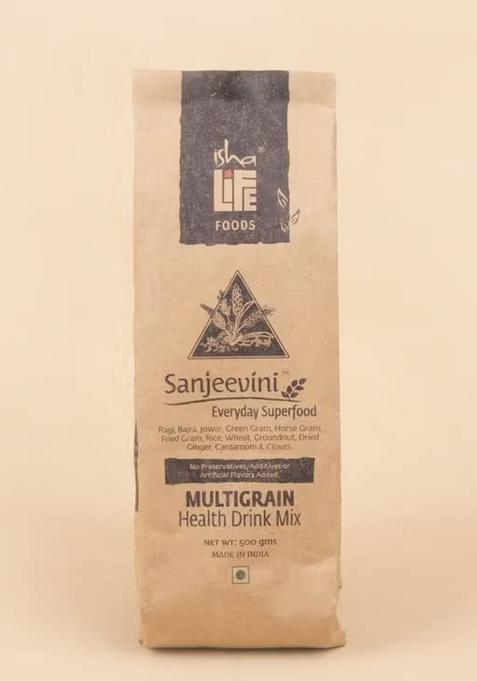 isha®
LIFE
FOODS
Sanjeevini™
Everyday Superfood
Ragi, Bajra, Jowar, Green Gram, Horse Gram,
Fried Gram, Rice, Wheat, Groundnut, Dried
Ginger, Cardamom & Cloves.
No Preservatives, Additives or
Artificial Flavors Added.
MULTIGRAIN
Health Drink Mix
NET WT: 500 gms
MADE IN INDIA